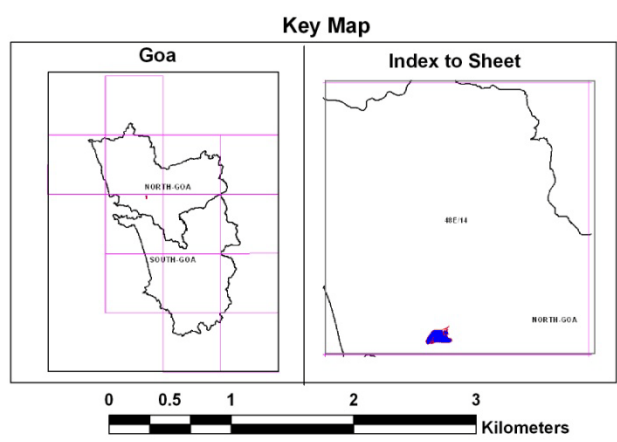 Key Map
Goa
Index to Sheet
NORTH-GOA
SOUTH-GOA
48E/14
NORTH-GOA
0 0.5 1 2 3
Kilometers